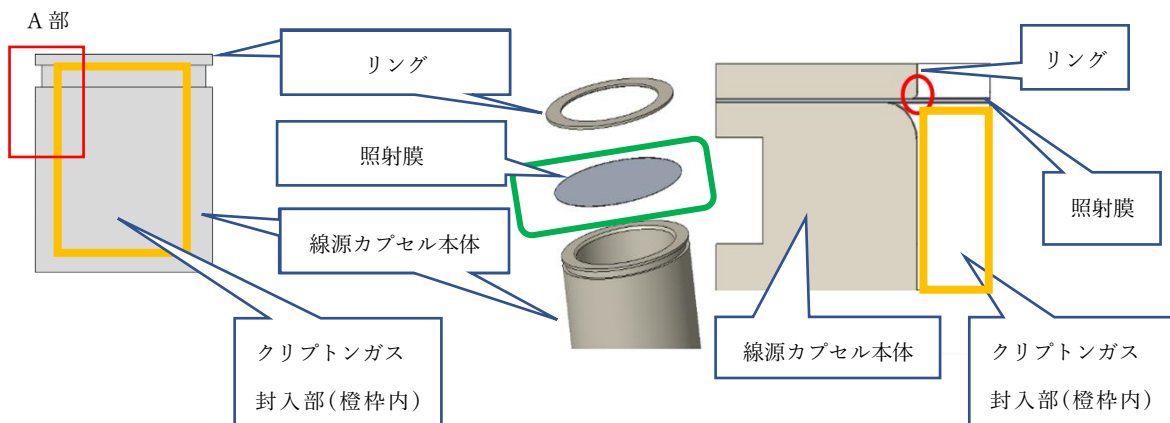 A 部
リング
照射膜
線源カプセル本体
クリプトンガス
封入部(橙枠内)
リング
照射膜
線源カプセル本体
クリプトンガス
封入部(橙枠内)